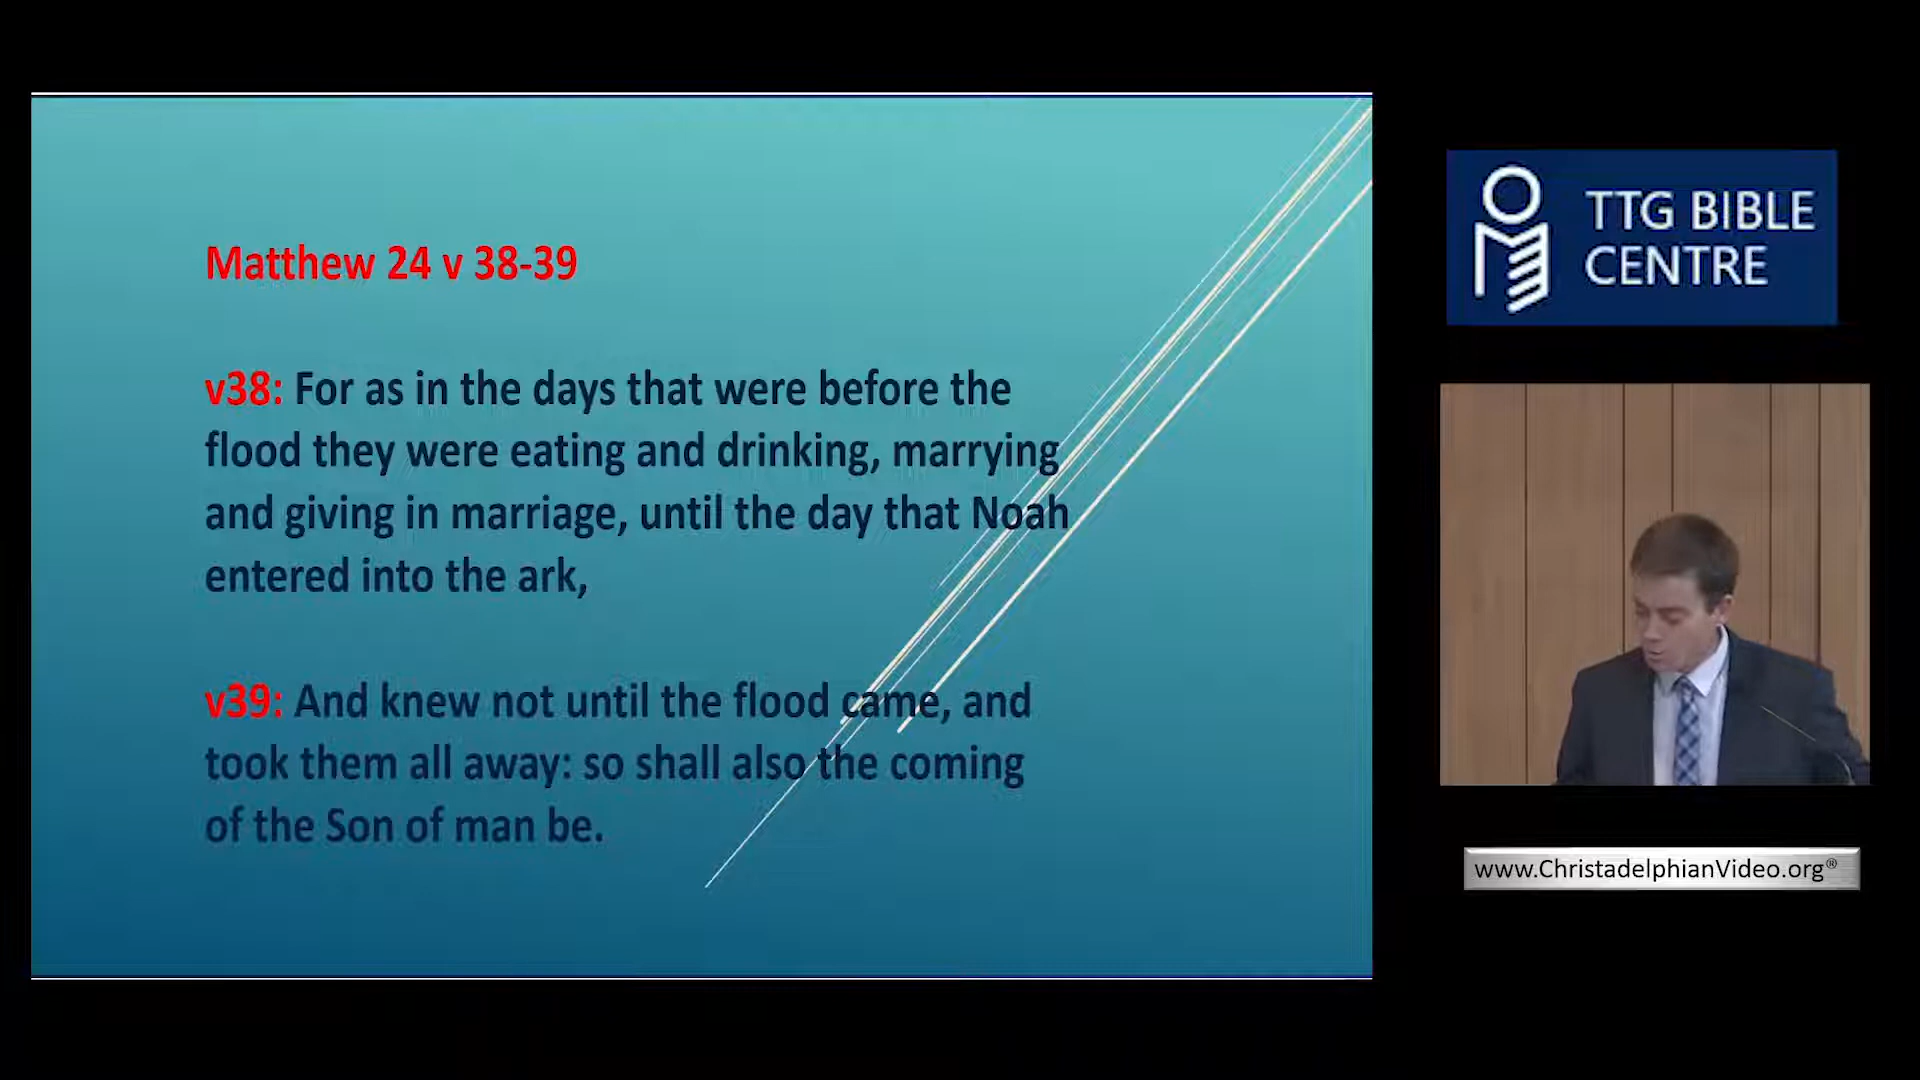 Matthew 24 v 38-39
v38: For as in the days that were before the
flood they were eating and drinking, marrying
and giving in marriage, until the day that Noah
entered into the ark,
v39: And knew not until the flood came, and
took them all away: so shall also the coming
of the Son of man be.
TTG BIBLE
CENTRE
www.ChristadelphianVideo.org®